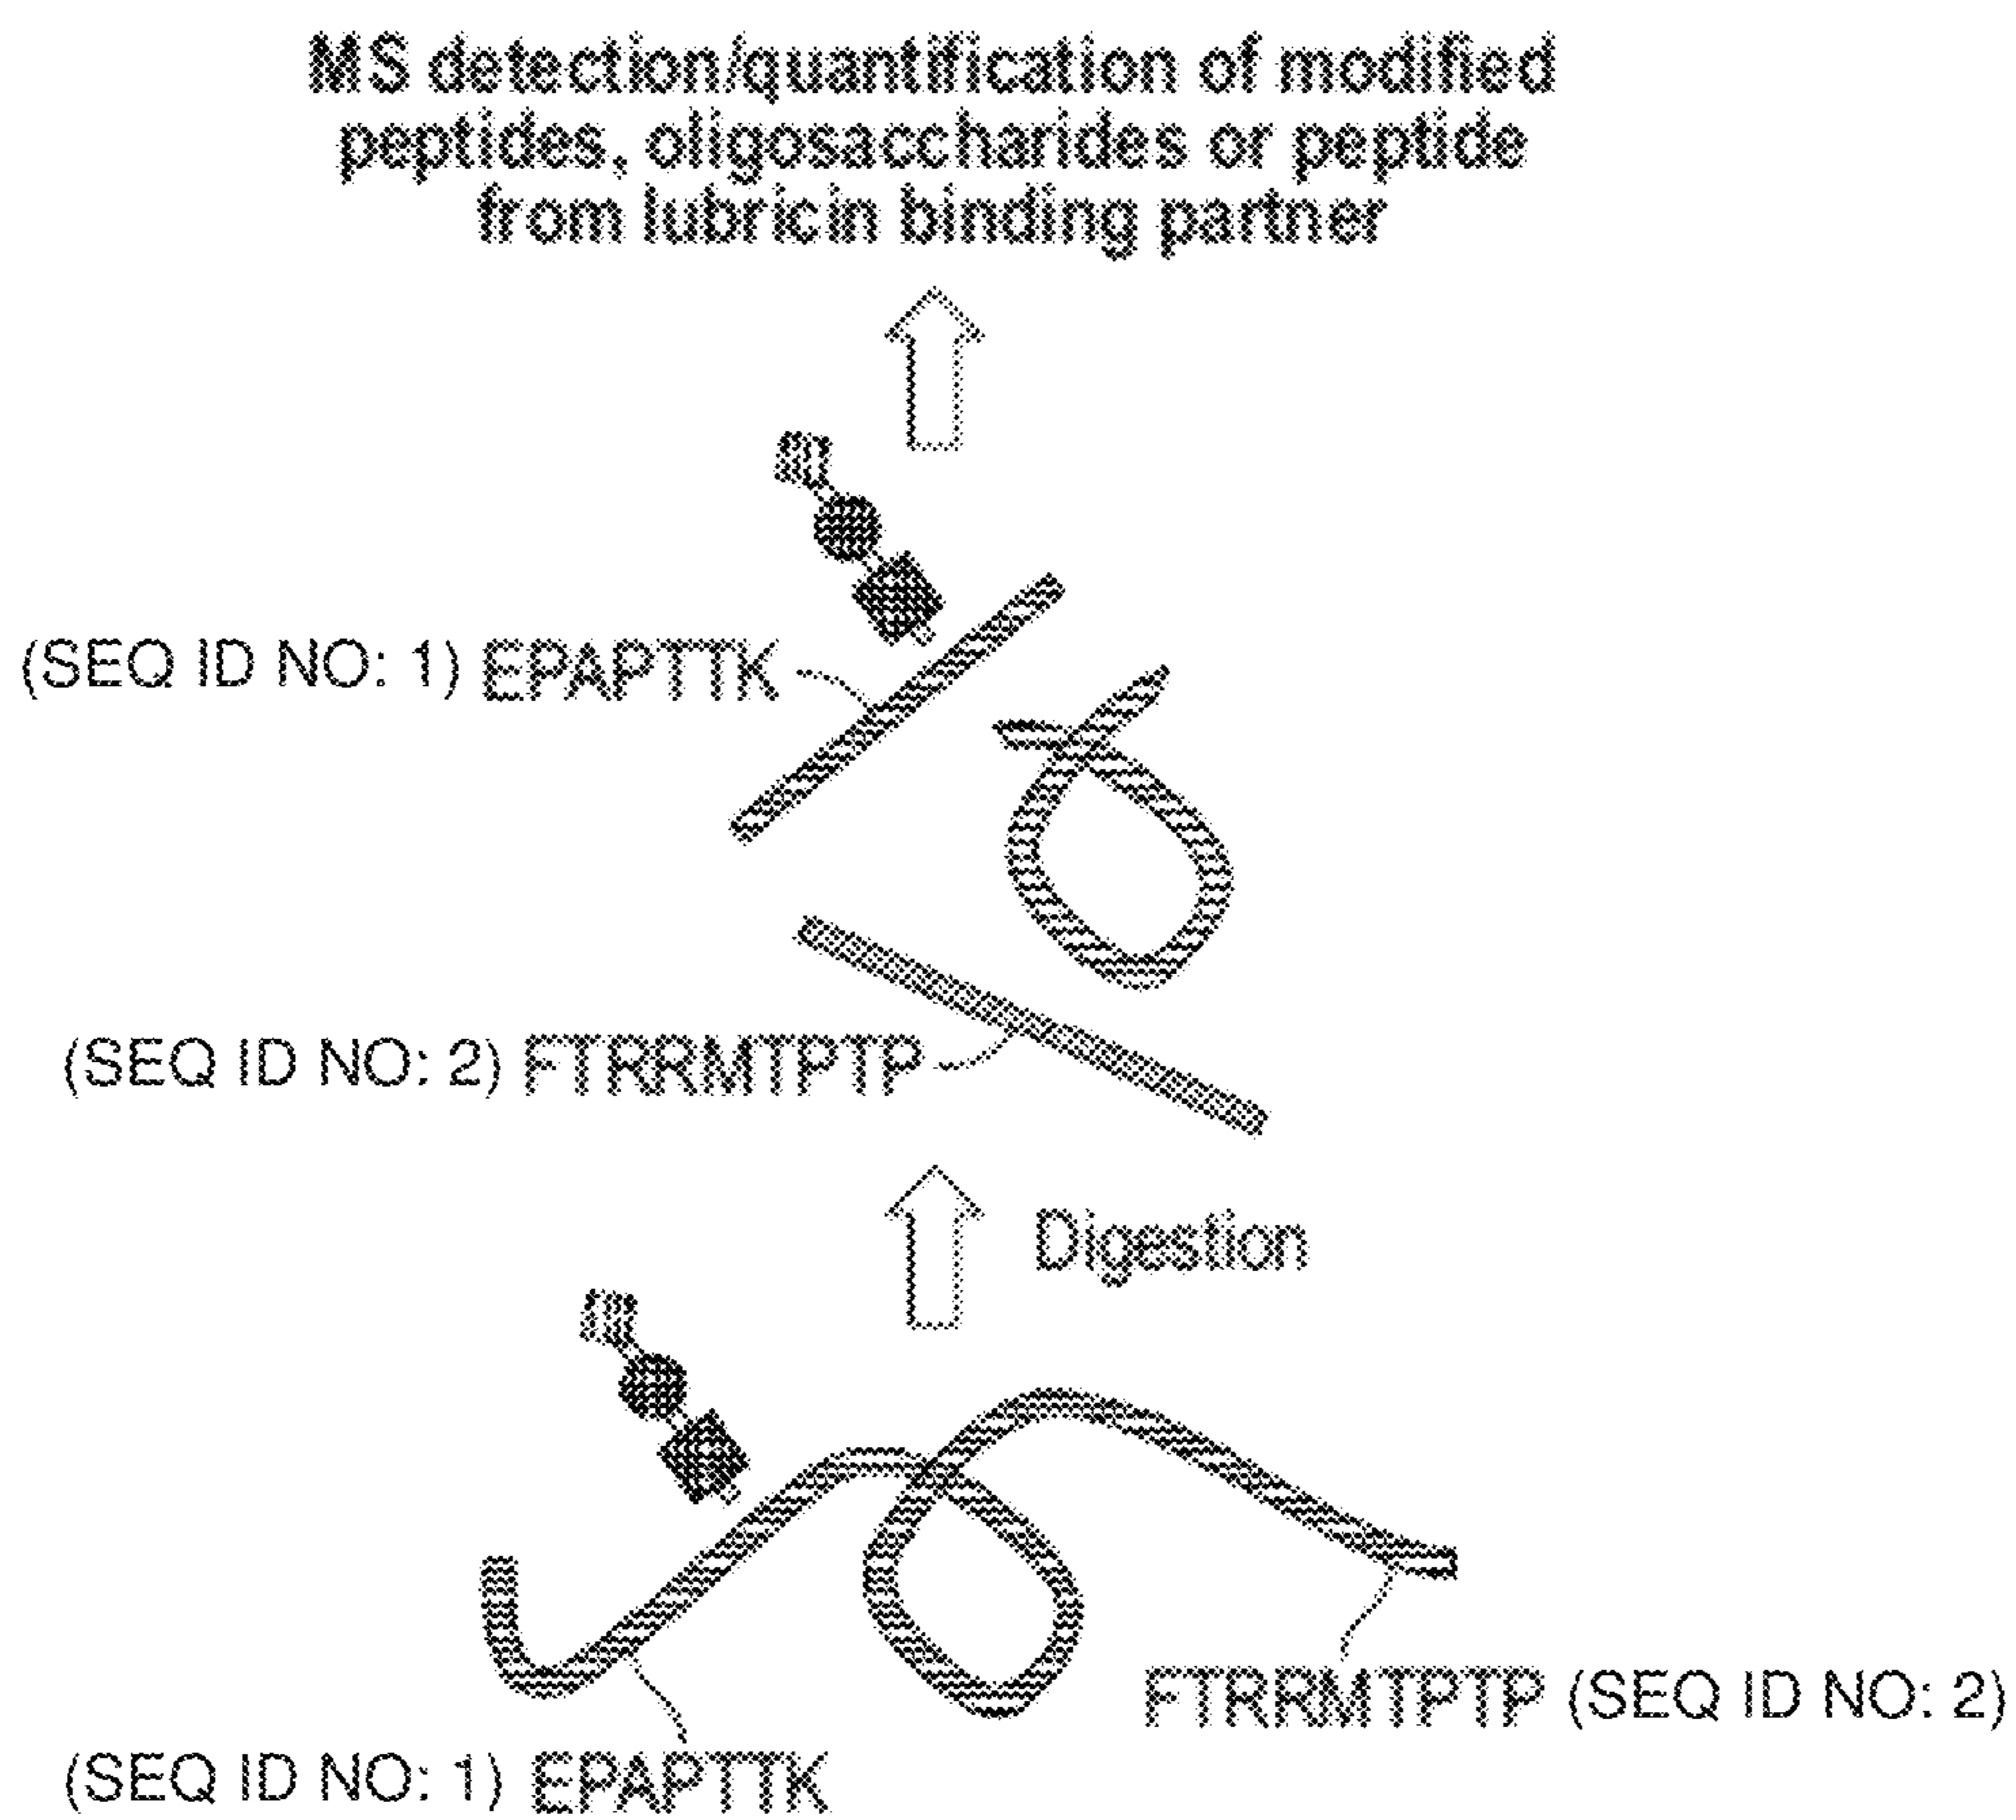 MS detection/quantification of modified
peptides, oligosaccharides or peptide
from lubricin binding partner
(SEQ ID NO: 1) EPAPTTK
(SEQ ID NO: 2) FTRRMTPTP
Digestion
FTRRMTPTP (SEQ ID NO: 2)
(SEQ ID NO: 1) EPAPTTK